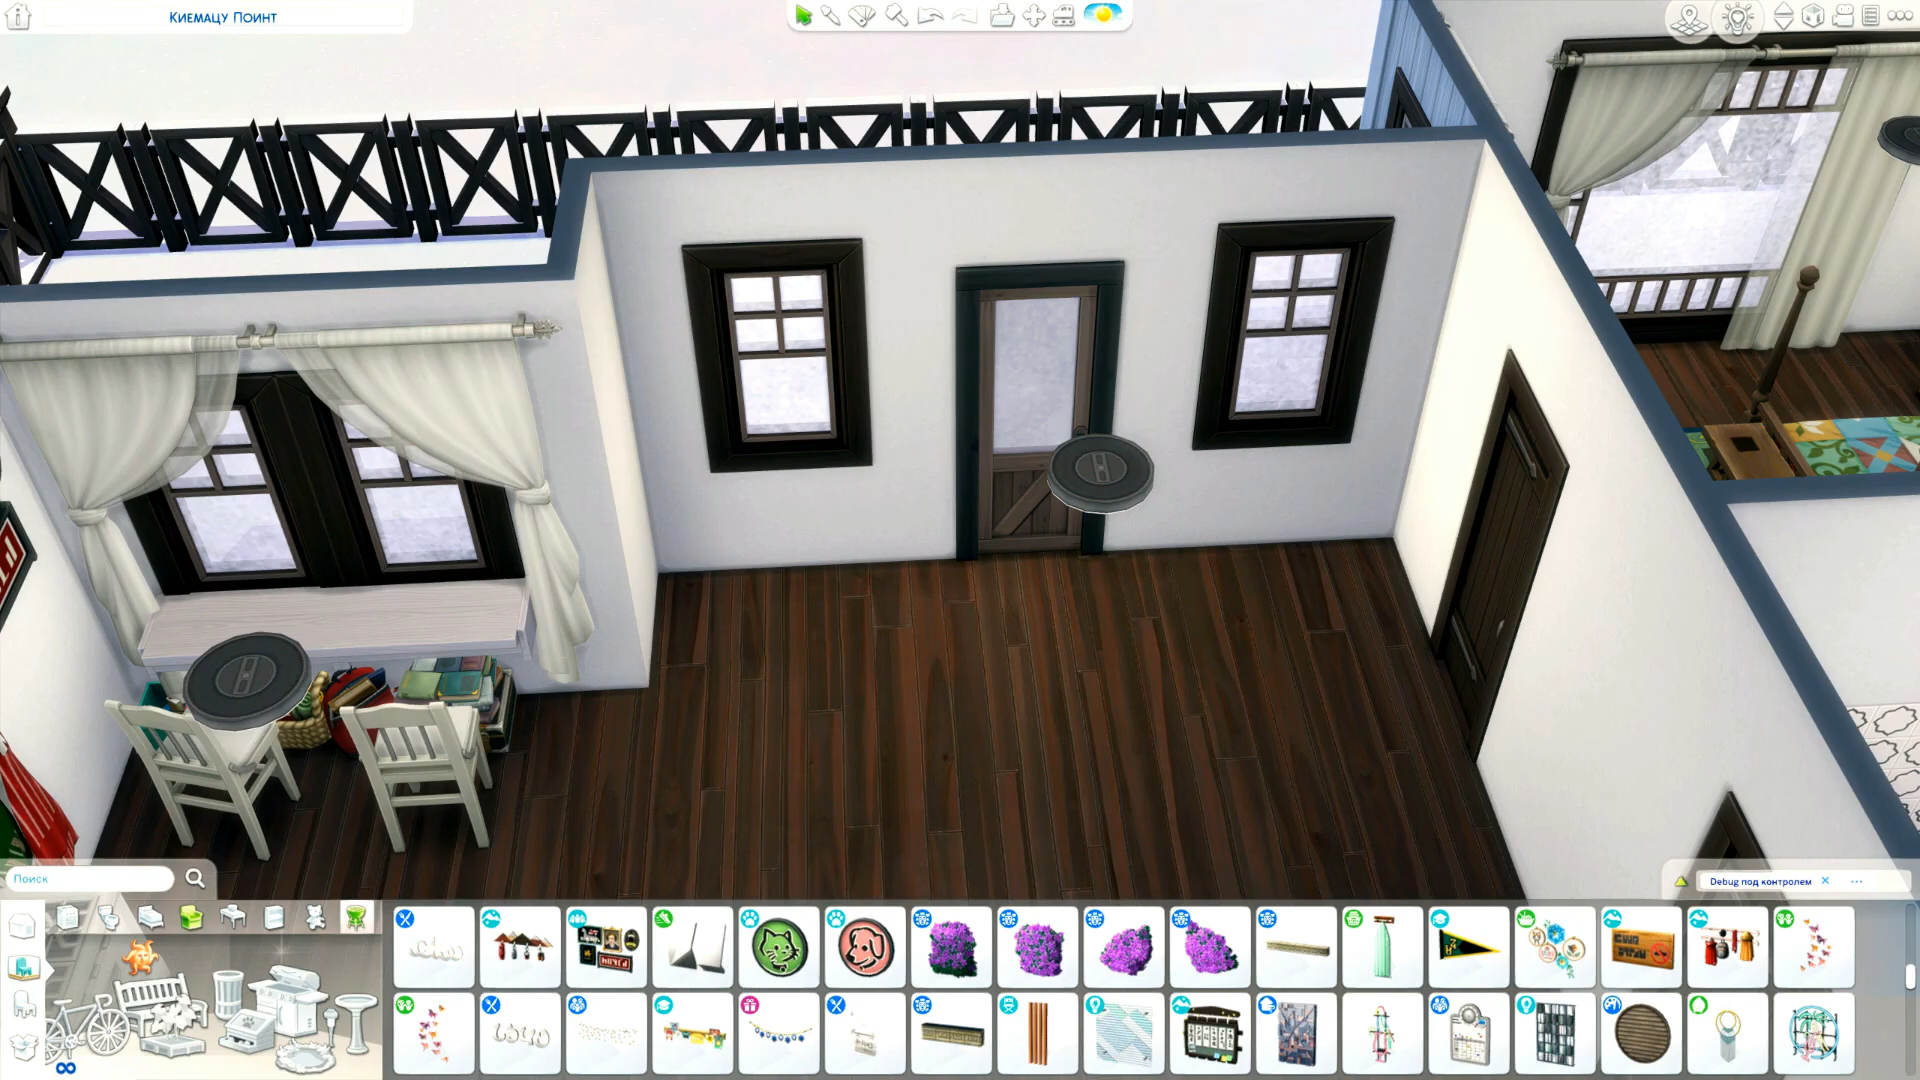 Киемацу Поинт
Поиск
Debug под контролем